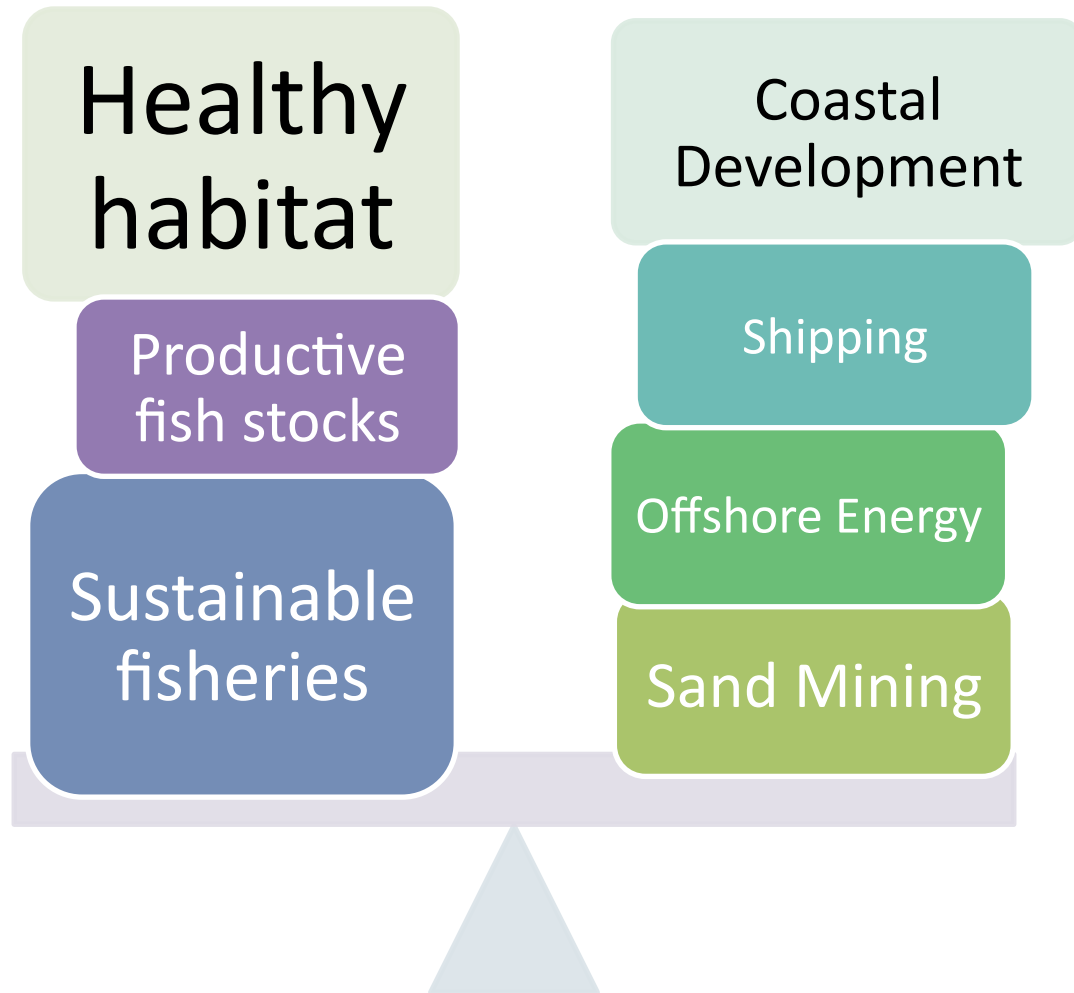 Healthy
habitat
Productive
fish stocks
Sustainable
fisheries
Coastal
Development
Shipping
Offshore Energy
Sand Mining